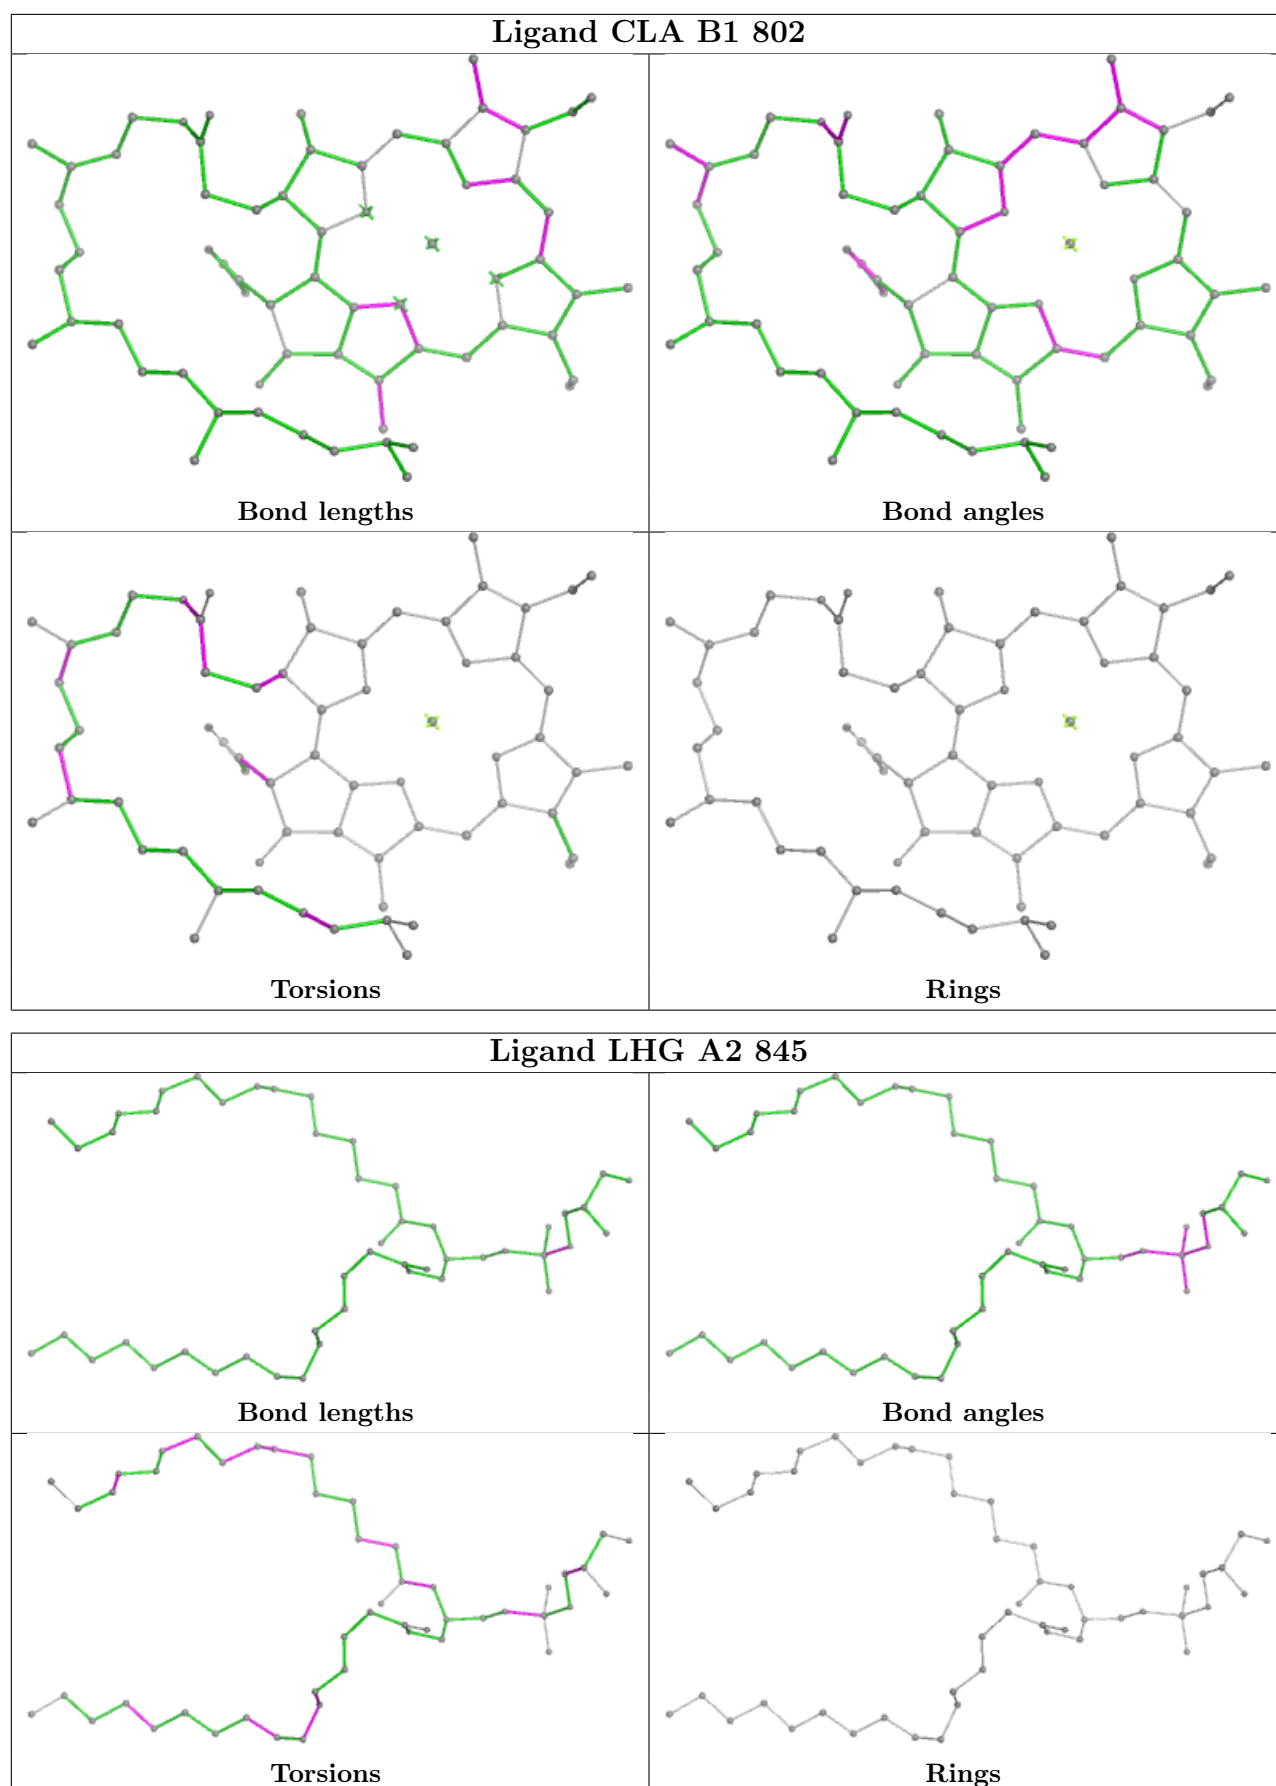 Ligand CLA B1 802
Bond lengths
Bond angles
Torsions
Rings
Ligand LHG A2 845
Bond lengths
Bond angles
Torsions
Rings